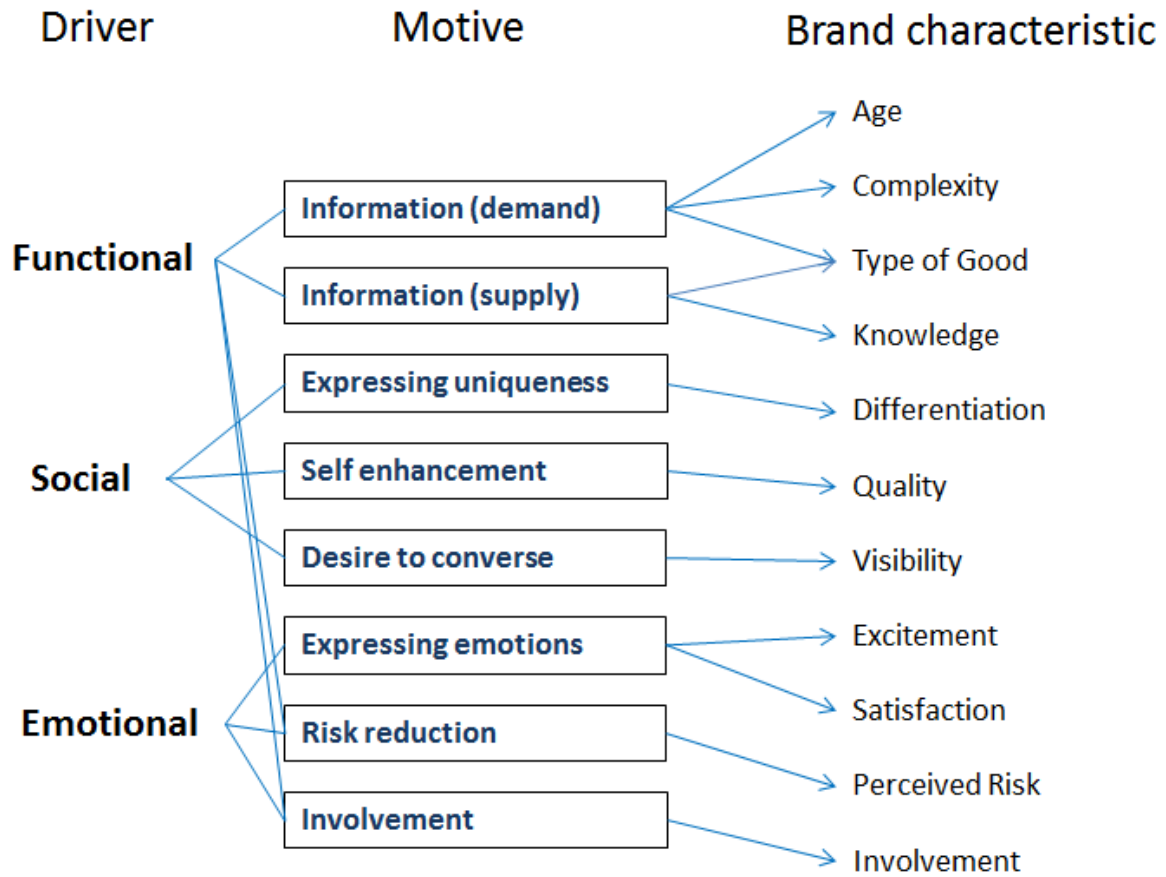 Driver
Motive
Brand characteristic
Functional
Social
Emotional
Information (demand)
Information (supply)
Expressing uniqueness
Self enhancement
Desire to converse
Expressing emotions
Risk reduction
Involvement
Age
Complexity
Type of Good
Knowledge
Differentiation
Quality
Visibility
Excitement
Satisfaction
Perceived Risk
Involvement